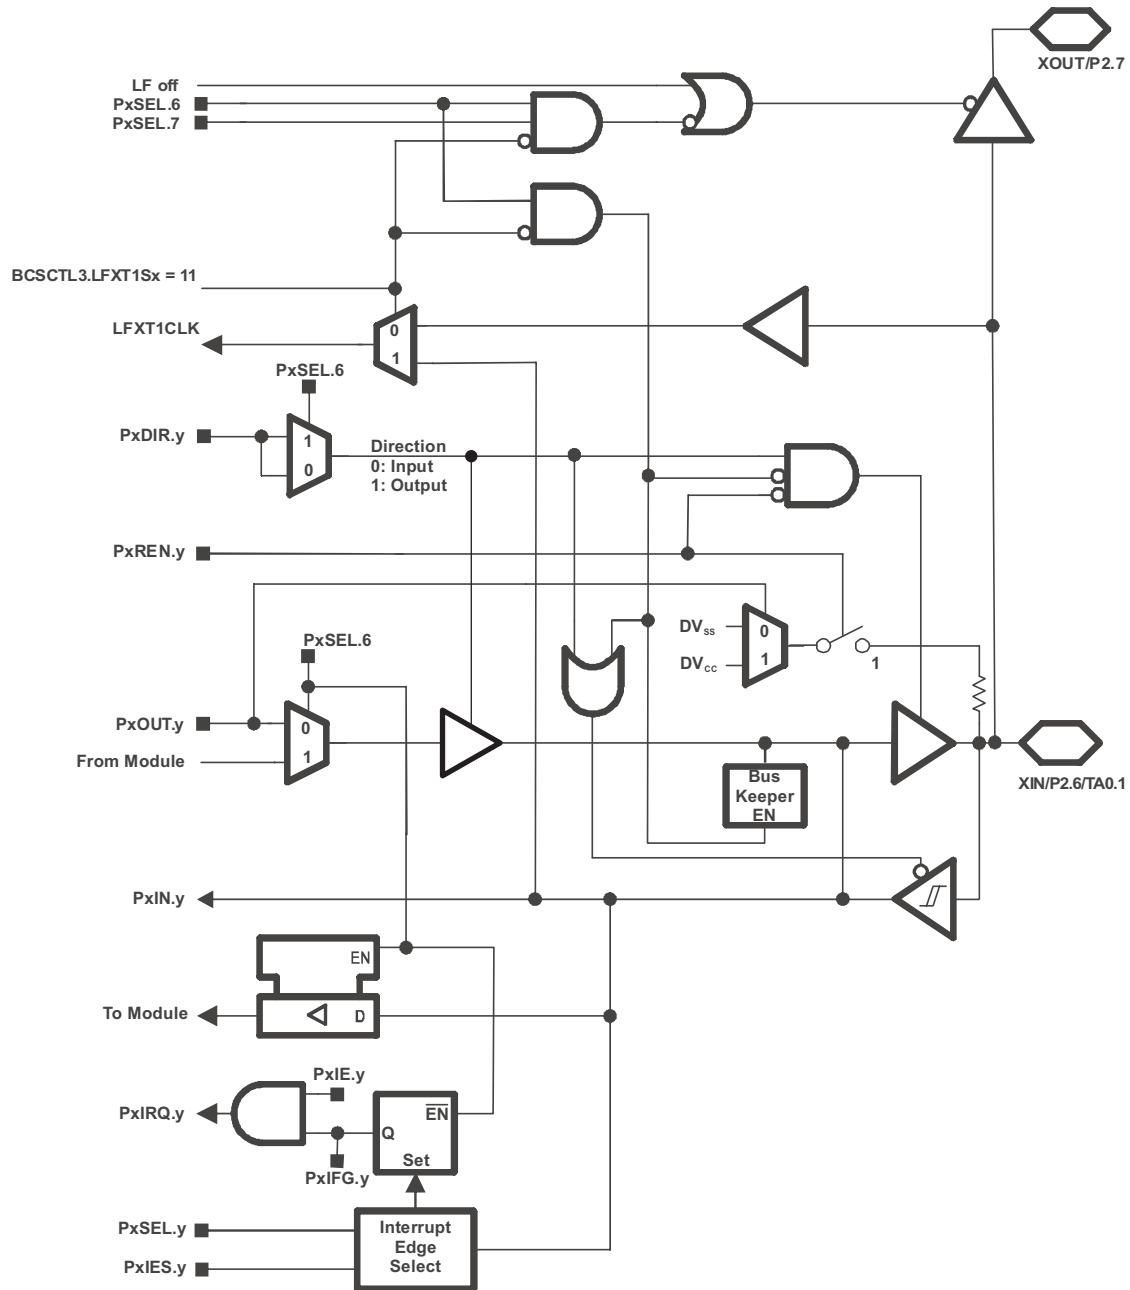 XOUT/P2.7
LF off
PxSEL.6
PxSEL.7
BCSCTL3.LFXT1Sx = 11
LFXT1CLK
0
1
PxSEL.6
PxDIR.y
1
0
Direction
0: Input
1: Output
PxREN.y
DVss
DVcc
0
1
1
PxSEL.6
PxOUT.y
From Module
0
1
Bus
Keeper
EN
XIN/P2.6/TA0.1
PxIN.y
EN
To Module
D
PxIE.y
PxIRQ.y
EN
Q
Set
PxIFG.y
PxSEL.y
PxIES.y
Interrupt
Edge
Select